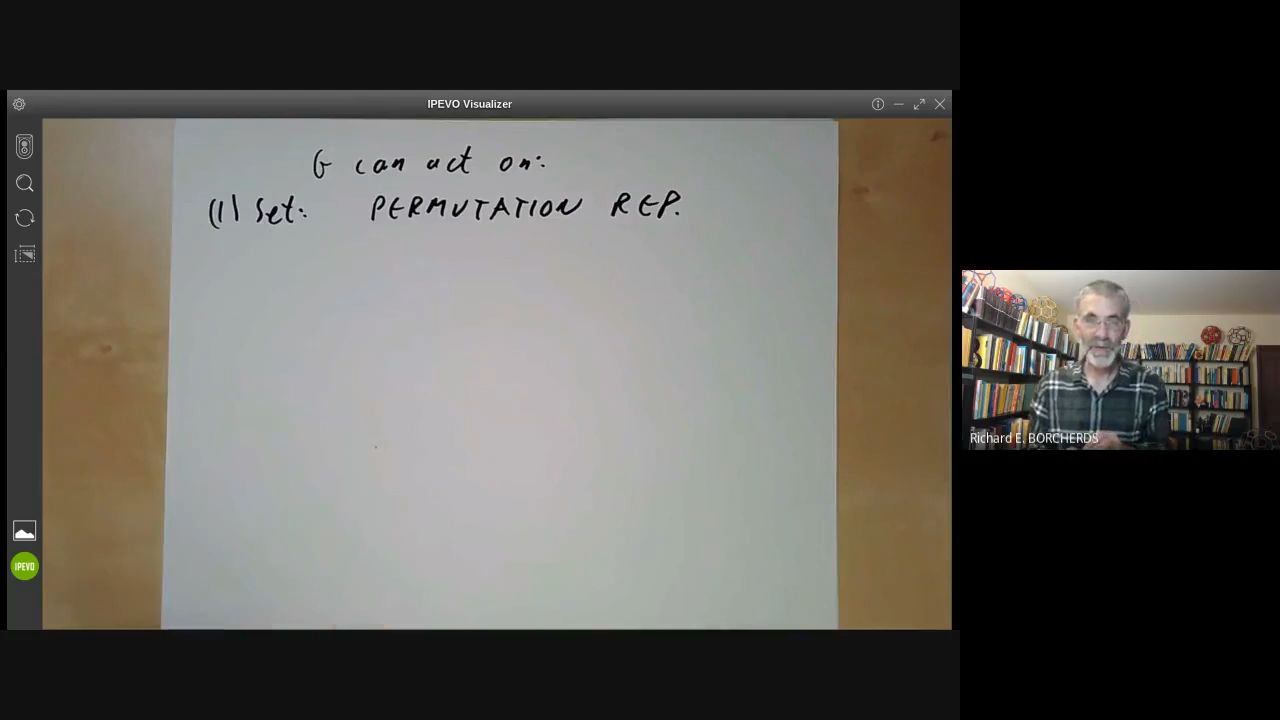 IPEVO Visualizer
G can act on:
(1) Set: PERMUTATION REP.
IPEVO
Richard E. BORCHERDS